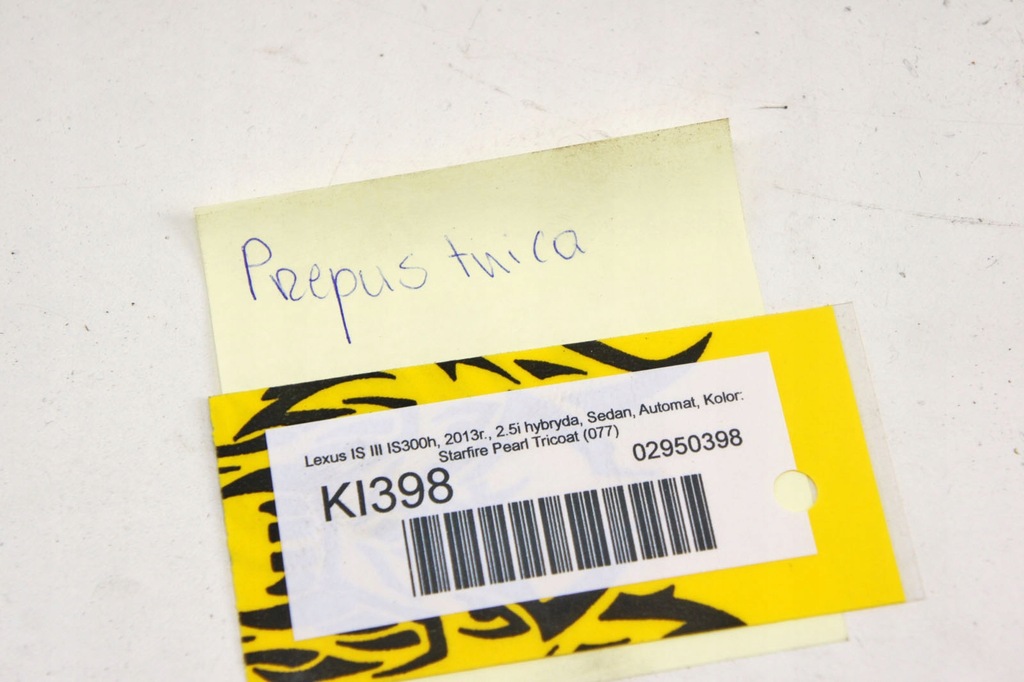 Przepustnica
Lexus IS III IS300h, 2013r., 2.5i hybryda, Sedan, Automat, Kolor:
Starfire Pearl Tricoat (077)
02950398
KI398